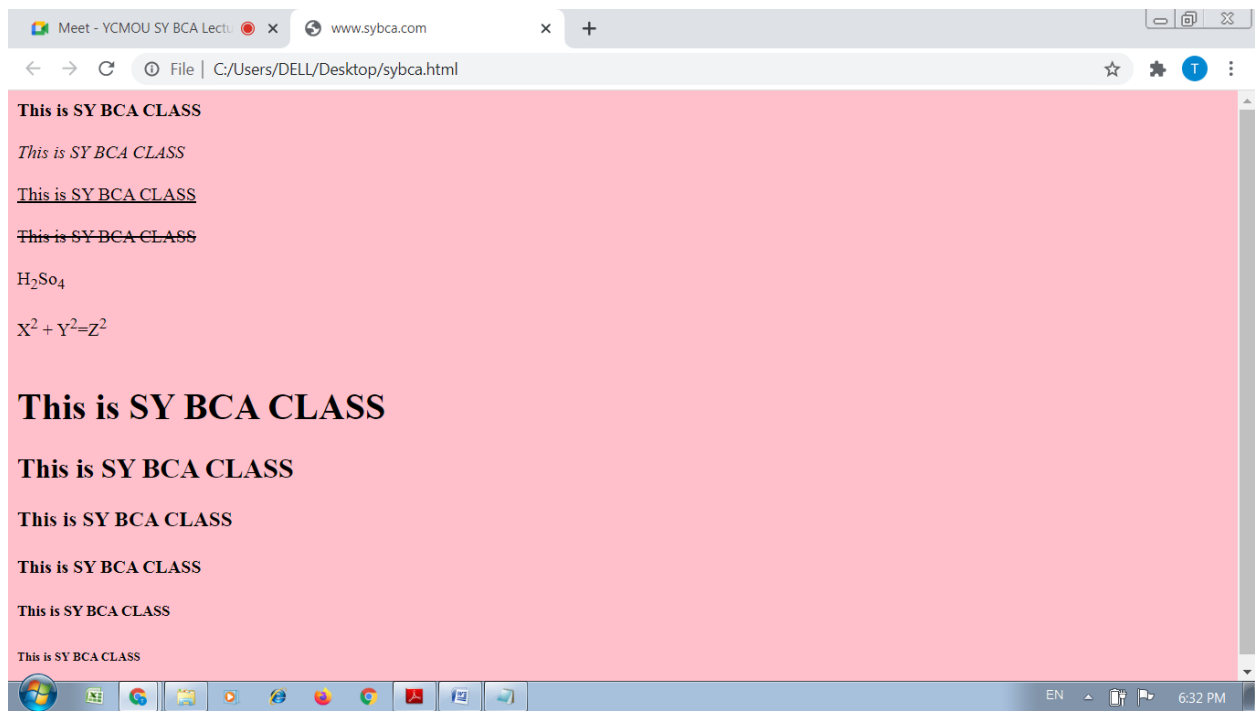 Meet - YCMOU SY BCA Lectu
www.sybca.com
File | C:/Users/DELL/Desktop/sybca.html
T
This is SY BCA CLASS
This is SY BCA CLASS
This is SY BCA CLASS
This is SY BCA CLASS
H₂So₄
X² + Y²=Z²
This is SY BCA CLASS
This is SY BCA CLASS
This is SY BCA CLASS
This is SY BCA CLASS
This is SY BCA CLASS
This is SY BCA CLASS
EN
6:32 PM